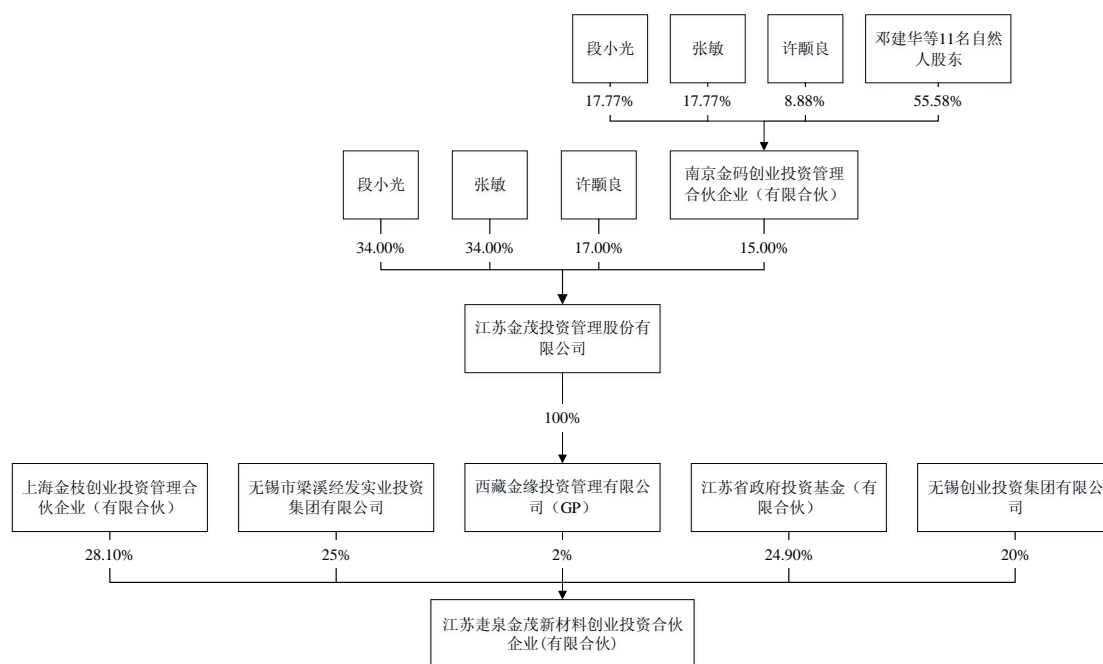 段小光
张敏
许颙良
邓建华等11名自然
人股东
17.77%
17.77%
8.88%
55.58%
段小光
张敏
许颙良
南京金码创业投资管理
合伙企业（有限合伙）
34.00%
34.00%
17.00%
15.00%
江苏金茂投资管理股份有
限公司
100%
上海金枝创业投资管理合
伙企业（有限合伙）
无锡市梁溪经发实业投资
集团有限公司
西藏金缘投资管理有限公
司（GP）
江苏省政府投资基金（有
限合伙）
无锡创业投资集团有限公
司
28.10%
25%
2%
24.90%
20%
江苏疌泉金茂新材料创业投资合伙
企业(有限合伙)